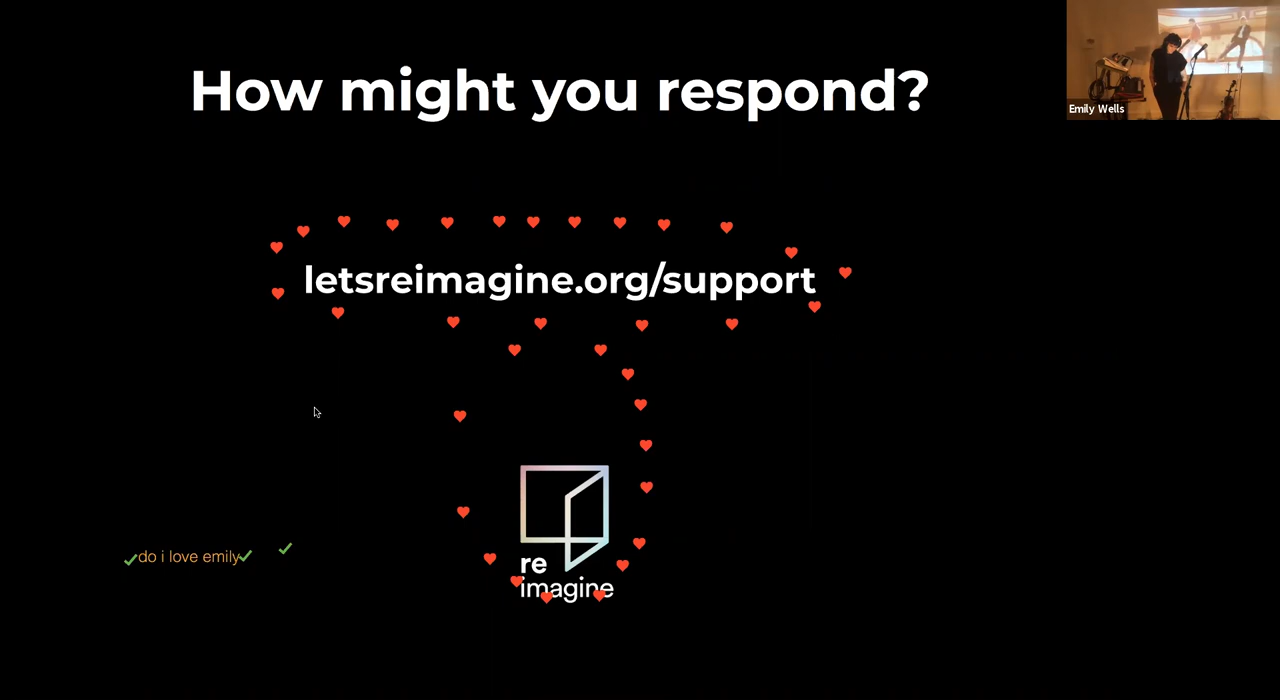 How might you respond?
Emily Wells
letsreimagine.org/support
do i love emily
re
imagine